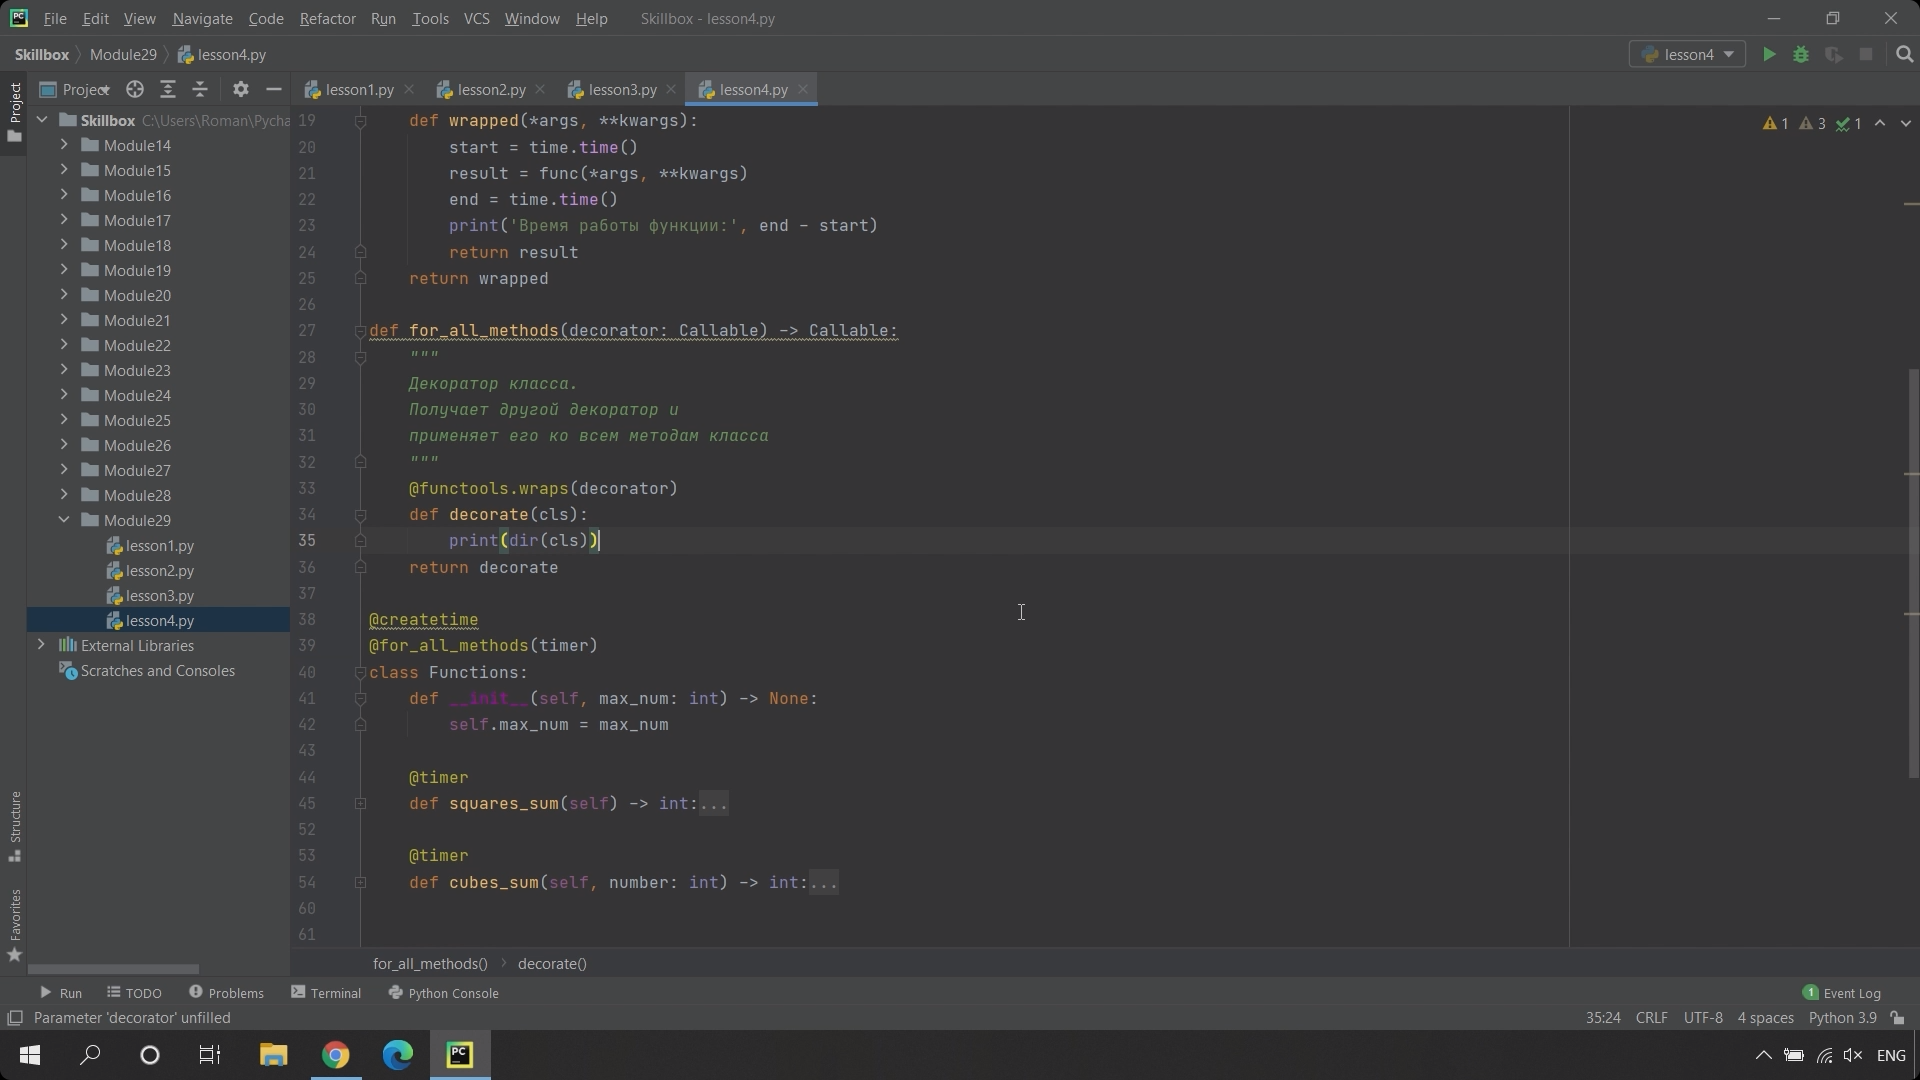 File Edit View Navigate Code Refactor Run Tools VCS Window Help Skillbox - lesson4.py
Skillbox Module29 lesson4.py lesson4
Project lesson1.py lesson2.py lesson3.py lesson4.py
Project
Skillbox C:\Users\Roman\Pycha
Module14
Module15
Module16
Module17
Module18
Module19
Module20
Module21
Module22
Module23
Module24
Module25
Module26
Module27
Module28
Module29
lesson1.py
lesson2.py
lesson3.py
lesson4.py
External Libraries
Scratches and Consoles
Structure
Favorites
1 3 1
19 def wrapped(*args, **kwargs):
20 start = time.time()
21 result = func(*args, **kwargs)
22 end = time.time()
23 print('Время работы функции:', end - start)
24 return result
25 return wrapped
26
27 def for_all_methods(decorator: Callable) -> Callable:
28 """
29 Декоратор класса.
30 Получает другой декоратор и
31 применяет его ко всем методам класса
32 """
33 @functools.wraps(decorator)
34 def decorate(cls):
35 print(dir(cls))
36 return decorate
37
38 @createtime
39 @for_all_methods(timer)
40 class Functions:
41 def __init__(self, max_num: int) -> None:
42 self.max_num = max_num
43
44 @timer
45 def squares_sum(self) -> int:...
52
53 @timer
54 def cubes_sum(self, number: int) -> int:...
60
61
for_all_methods() decorate()
Run TODO Problems Terminal Python Console 1 Event Log
Parameter 'decorator' unfilled 35:24 CRLF UTF-8 4 spaces Python 3.9
PC ENG